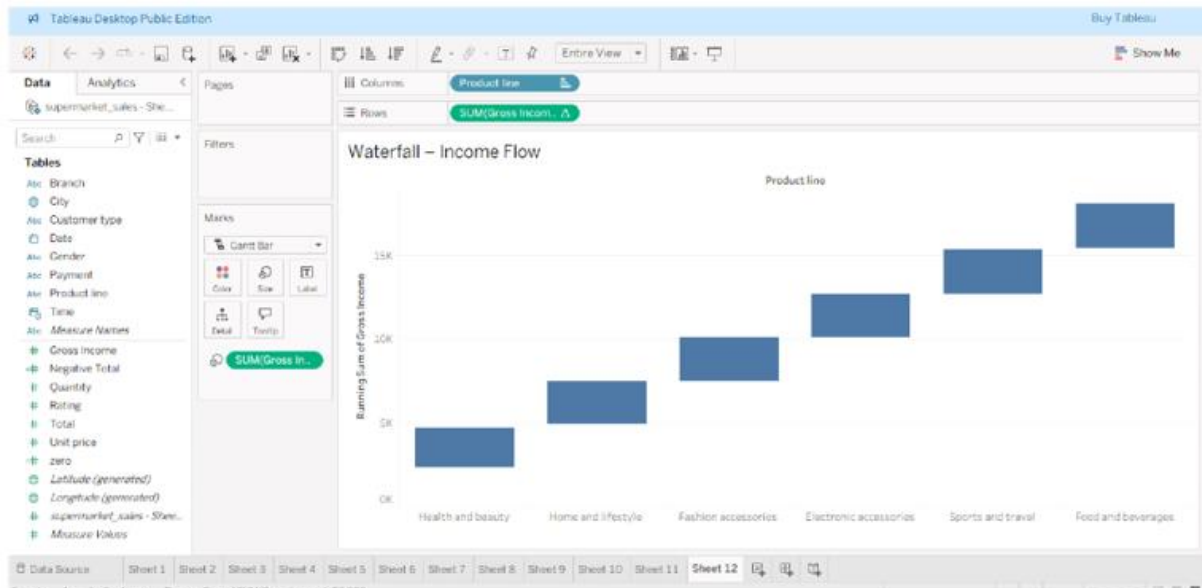 Tableau Desktop Public Edition Buy Tableau
Entire View Show Me
Data Analytics Pages Columns Product line
supermarket_sales - She... Rows SUM(Gross Incom..
Search Filters
Waterfall – Income Flow
Tables
Product line
Abc Branch
City
Abc Customer type Marks
Date Gantt Bar
Abc Gender
Abc Payment Color Size Label
Abc Product line
Time Detail Tooltip
Abc Measure Names
Gross Income SUM(Gross In..
Negative Total
Quantity
Rating
Total
Unit price
zero
Latitude (generated)
Longitude (generated)
supermarket_sales - Shee...
Measure Values
Running Sum of Gross Income
15K
10K
5K
0K
Health and beauty Home and lifestyle Fashion accessories Electronic accessories Sports and travel Food and beverages
Data Source Sheet 1 Sheet 2 Sheet 3 Sheet 4 Sheet 5 Sheet 6 Sheet 7 Sheet 8 Sheet 9 Sheet 10 Sheet 11 Sheet 12